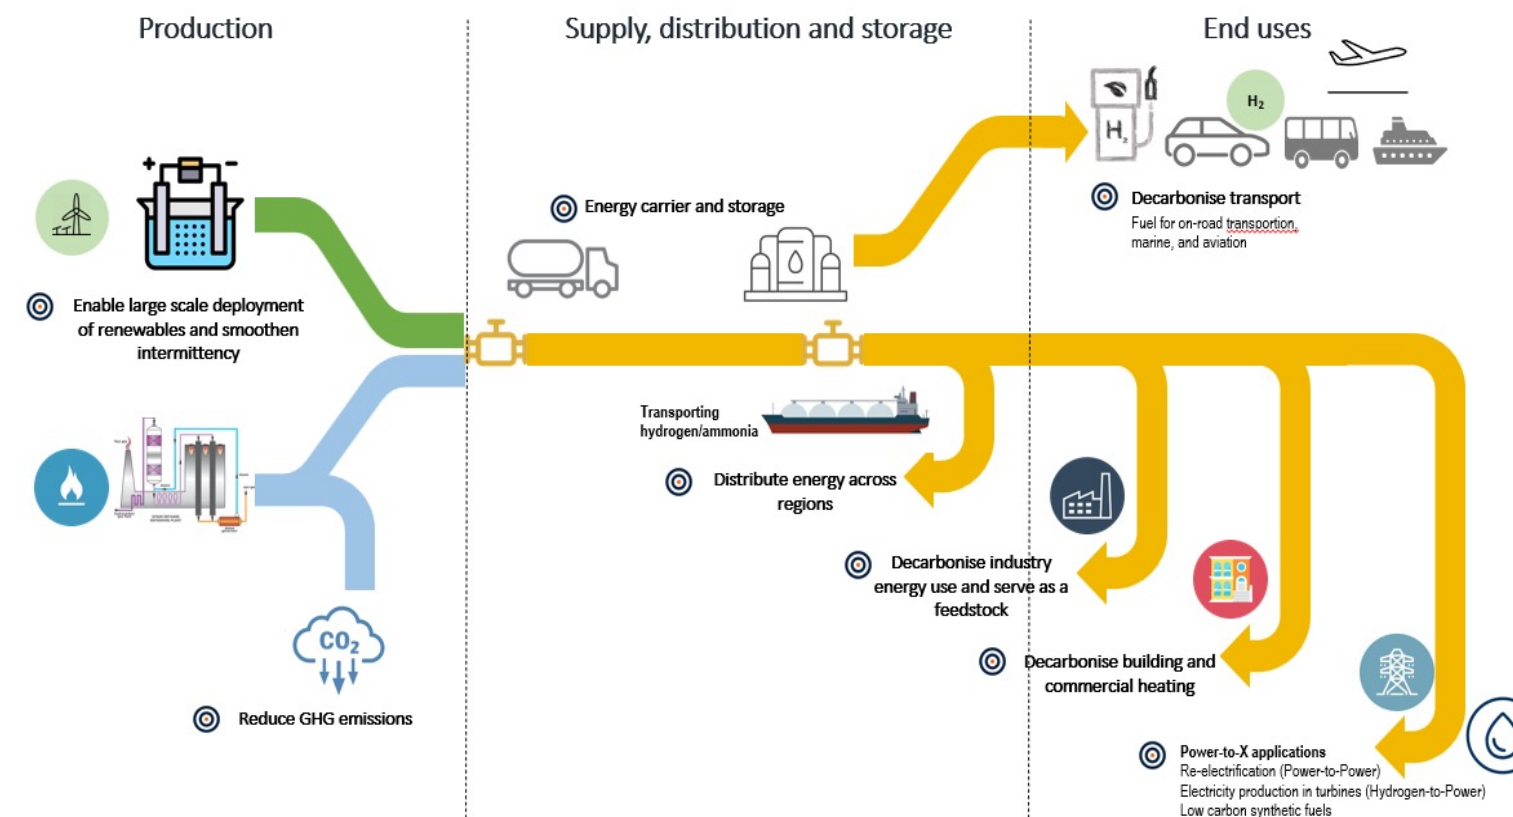 Production
Supply, distribution and storage
End uses
H₂
H₂
Decarbonise transport
Fuel for on-road transportion,
marine, and aviation
Energy carrier and storage
+ -
Enable large scale deployment
of renewables and smoothen
intermittency
Transporting
hydrogen/ammonia
Distribute energy across
regions
Decarbonise industry
energy use and serve as a
feedstock
CO₂
Reduce GHG emissions
Decarbonise building and
commercial heating
Power-to-X applications
Re-electrification (Power-to-Power)
Electricity production in turbines (Hydrogen-to-Power)
Low carbon synthetic fuels